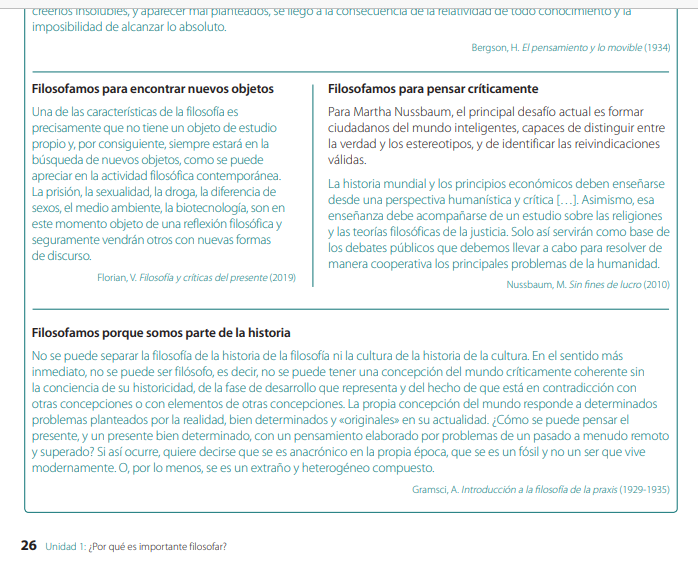 creerlos insolubles, y aparecer mal planteados, se llegó a la consecuencia de la relatividad de todo conocimiento y la
imposibilidad de alcanzar lo absoluto.
Bergson, H. El pensamiento y lo movible (1934)
Filosofamos para encontrar nuevos objetos
Una de las características de la filosofía es
precisamente que no tiene un objeto de estudio
propio y, por consiguiente, siempre estará en la
búsqueda de nuevos objetos, como se puede
apreciar en la actividad filosófica contemporánea.
La prisión, la sexualidad, la droga, la diferencia de
sexos, el medio ambiente, la biotecnología, son en
este momento objeto de una reflexión filosófica y
seguramente vendrán otros con nuevas formas
de discurso.
Florian, V. Filosofía y críticas del presente (2019)
Filosofamos para pensar críticamente
Para Martha Nussbaum, el principal desafío actual es formar
ciudadanos del mundo inteligentes, capaces de distinguir entre
la verdad y los estereotipos, y de identificar las reivindicaciones
válidas.
La historia mundial y los principios económicos deben enseñarse
desde una perspectiva humanística y crítica […]. Asimismo, esa
enseñanza debe acompañarse de un estudio sobre las religiones
y las teorías filosóficas de la justicia. Solo así servirán como base de
los debates públicos que debemos llevar a cabo para resolver de
manera cooperativa los principales problemas de la humanidad.
Nussbaum, M. Sin fines de lucro (2010)
Filosofamos porque somos parte de la historia
No se puede separar la filosofía de la historia de la filosofía ni la cultura de la historia de la cultura. En el sentido más
inmediato, no se puede ser filósofo, es decir, no se puede tener una concepción del mundo críticamente coherente sin
la conciencia de su historicidad, de la fase de desarrollo que representa y del hecho de que está en contradicción con
otras concepciones o con elementos de otras concepciones. La propia concepción del mundo responde a determinados
problemas planteados por la realidad, bien determinados y «originales» en su actualidad. ¿Cómo se puede pensar el
presente, y un presente bien determinado, con un pensamiento elaborado por problemas de un pasado a menudo remoto
y superado? Si así ocurre, quiere decirse que se es anacrónico en la propia época, que se es un fósil y no un ser que vive
modernamente. O, por lo menos, se es un extraño y heterogéneo compuesto.
Gramsci, A. Introducción a la filosofía de la praxis (1929-1935)
26 Unidad 1: ¿Por qué es importante filosofar?